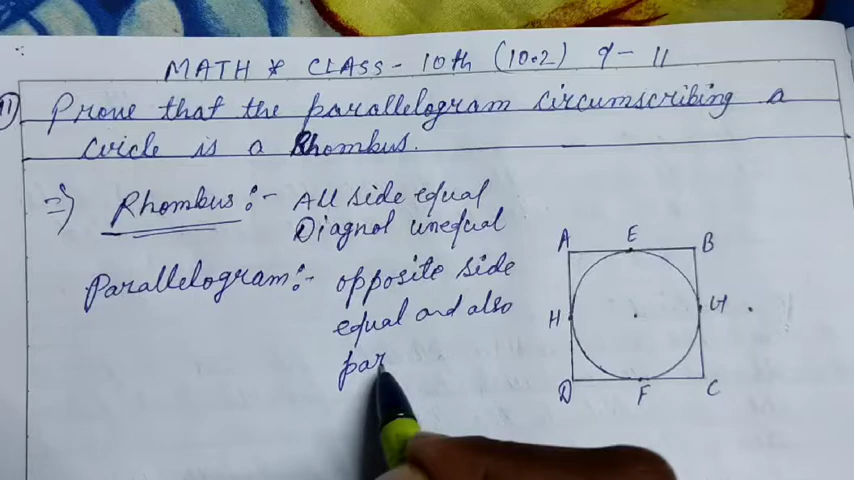 MATH * CLASS - 10th (10.2) Q - 11
11) Prove that the parallelogram circumscribing a
circle is a Rhombus.
=) Rhombus :- All side equal
Diagnol unequal
Parallelogram :- opposite side
equal and also
par
A E B
H G
D F C